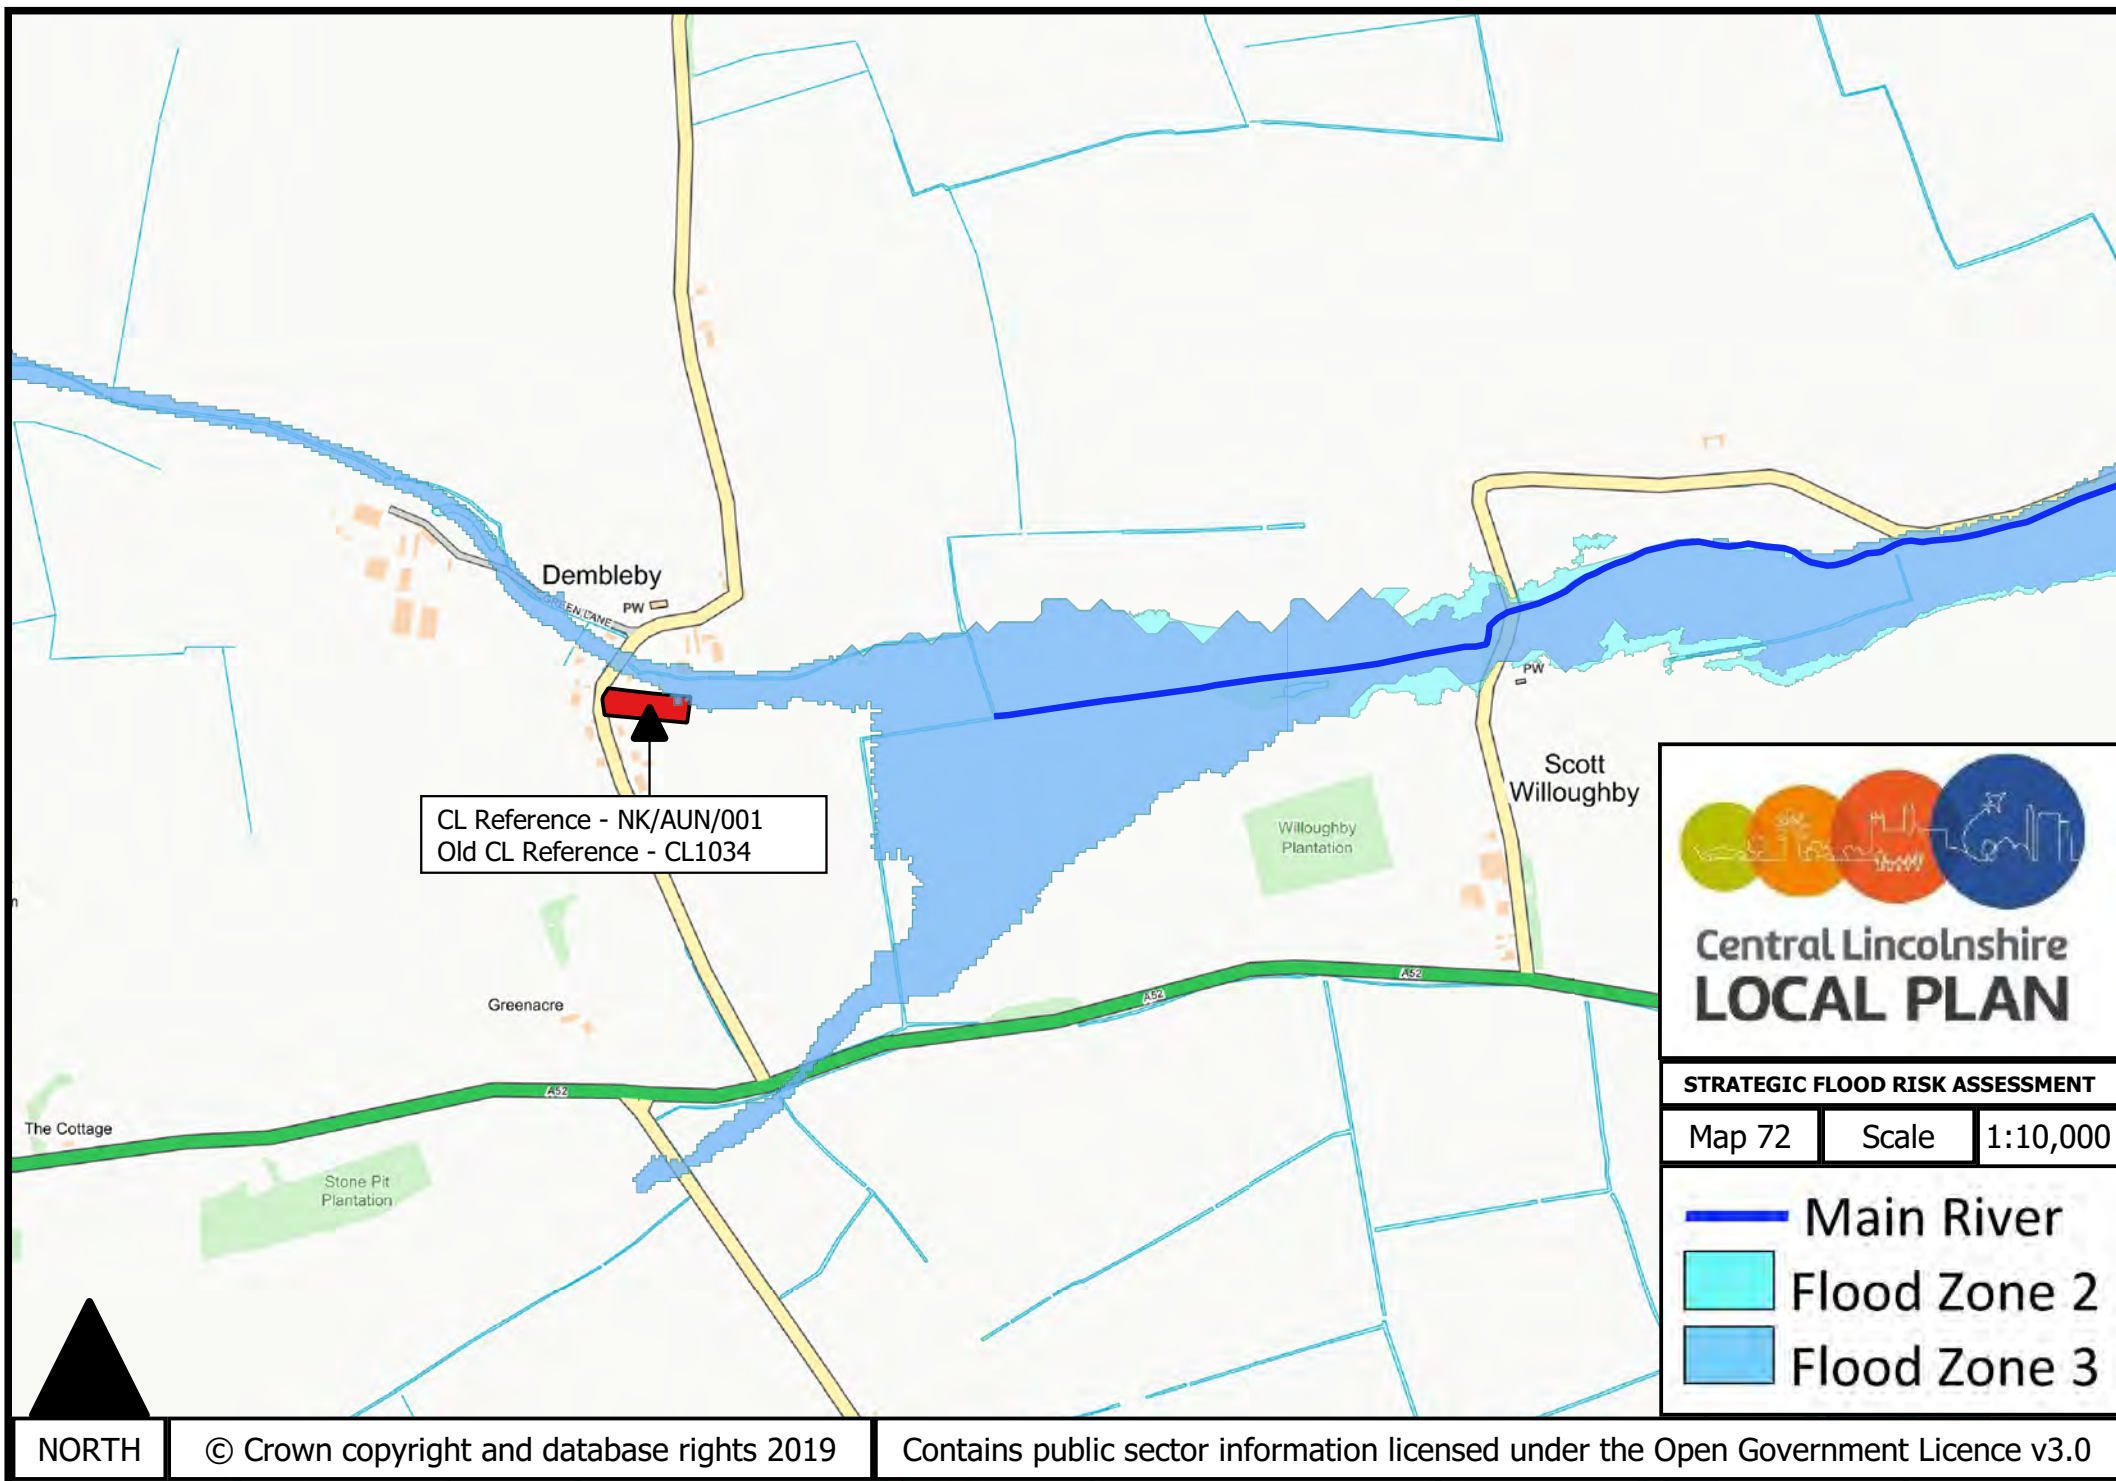 Dembleby
PW
GREEN LANE
CL Reference - NK/AUN/001
Old CL Reference - CL1034
PW
Scott
Willoughby
Willoughby
Plantation
Greenacre
A52
A52
A52
The Cottage
Stone Pit
Plantation
Central Lincolnshire
LOCAL PLAN
STRATEGIC FLOOD RISK ASSESSMENT
Map 72
Scale
1:10,000
Main River
Flood Zone 2
Flood Zone 3
NORTH
© Crown copyright and database rights 2019
Contains public sector information licensed under the Open Government Licence v3.0